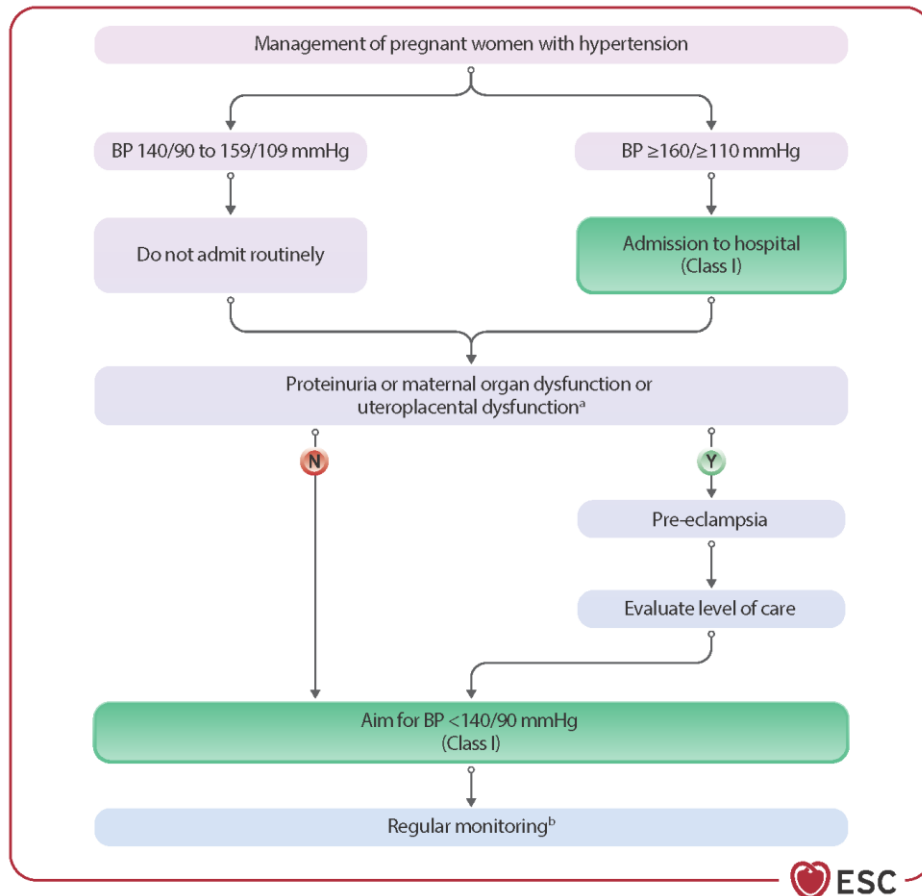 Management of pregnant women with hypertension
BP 140/90 to 159/109 mmHg
BP ≥160/≥110 mmHg
Do not admit routinely
Admission to hospital
(Class I)
Proteinuria or maternal organ dysfunction or
uteroplacental dysfunctionᵃ
N
Y
Pre-eclampsia
Evaluate level of care
Aim for BP <140/90 mmHg
(Class I)
Regular monitoringᵇ
ESC